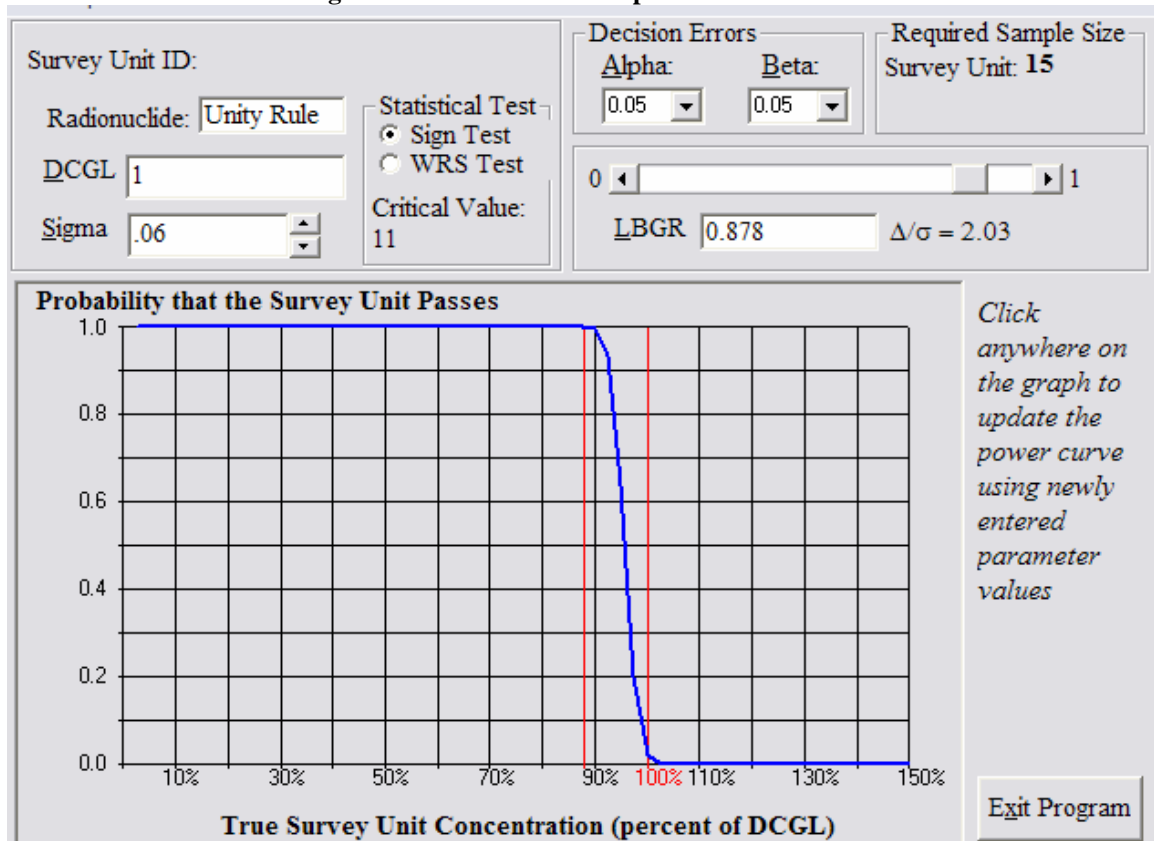 Survey Unit ID:
Radionuclide: Unity Rule
DCGL 1
Sigma .06
Statistical Test
Sign Test
WRS Test
Critical Value:
11
Decision Errors
Alpha: Beta:
0.05 0.05
Required Sample Size
Survey Unit: 15
0 1
LBGR 0.878 Δ/σ = 2.03
Probability that the Survey Unit Passes
1.0
0.8
0.6
0.4
0.2
0.0
10% 30% 50% 70% 90% 100% 110% 130% 150%
True Survey Unit Concentration (percent of DCGL)
Click
anywhere on
the graph to
update the
power curve
using newly
entered
parameter
values
Exit Program